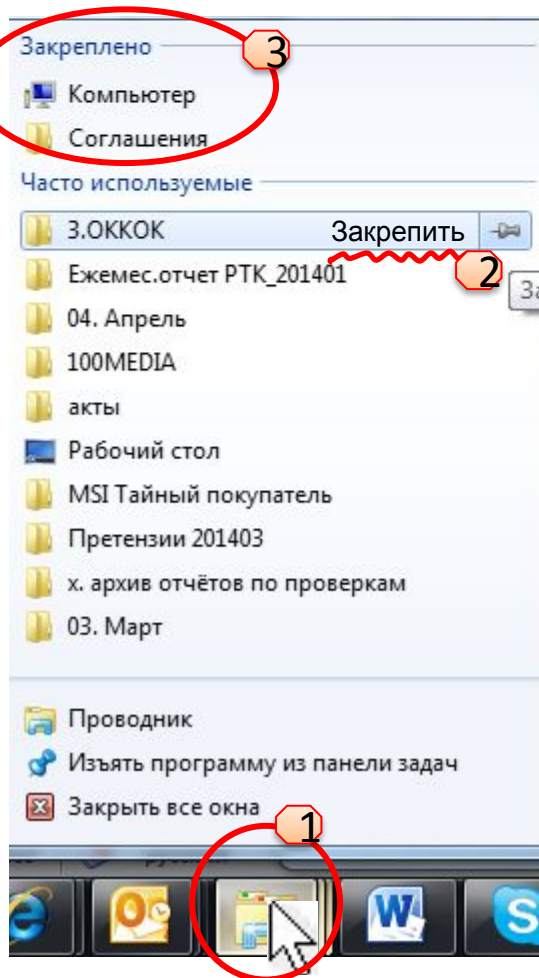 Закреплено
3
Компьютер
Соглашения
Часто используемые
3.ОККОК Закрепить
2
Ежемес.отчет РТК_201401
За
04. Апрель
100MEDIA
акты
Рабочий стол
MSI Тайный покупатель
Претензии 201403
х. архив отчётов по проверкам
03. Март
Проводник
Изъять программу из панели задач
Закрыть все окна
1